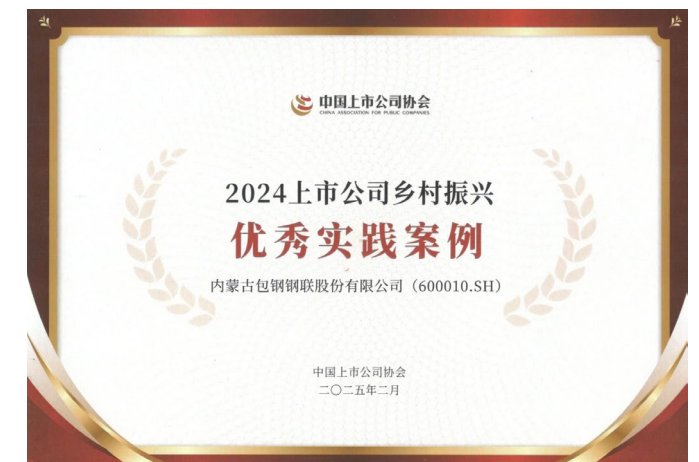 中国上市公司协会
CHINA ASSOCIATION FOR PUBLIC COMPANIES
2024上市公司乡村振兴
优秀实践案例
内蒙古包钢钢联股份有限公司（600010.SH）
中国上市公司协会
二〇二五年二月